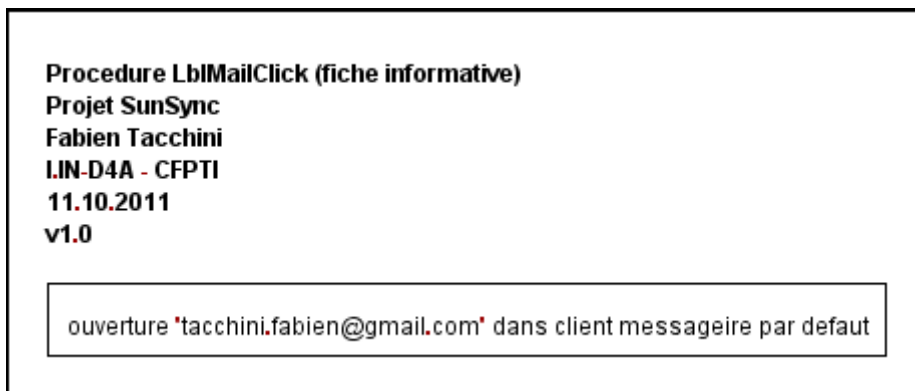 Procedure LblMailClick (fiche informative)
Projet SunSync
Fabien Tacchini
I.IN-D4A - CFPTI
11.10.2011
v1.0
ouverture 'tacchini.fabien@gmail.com' dans client messageire par defaut